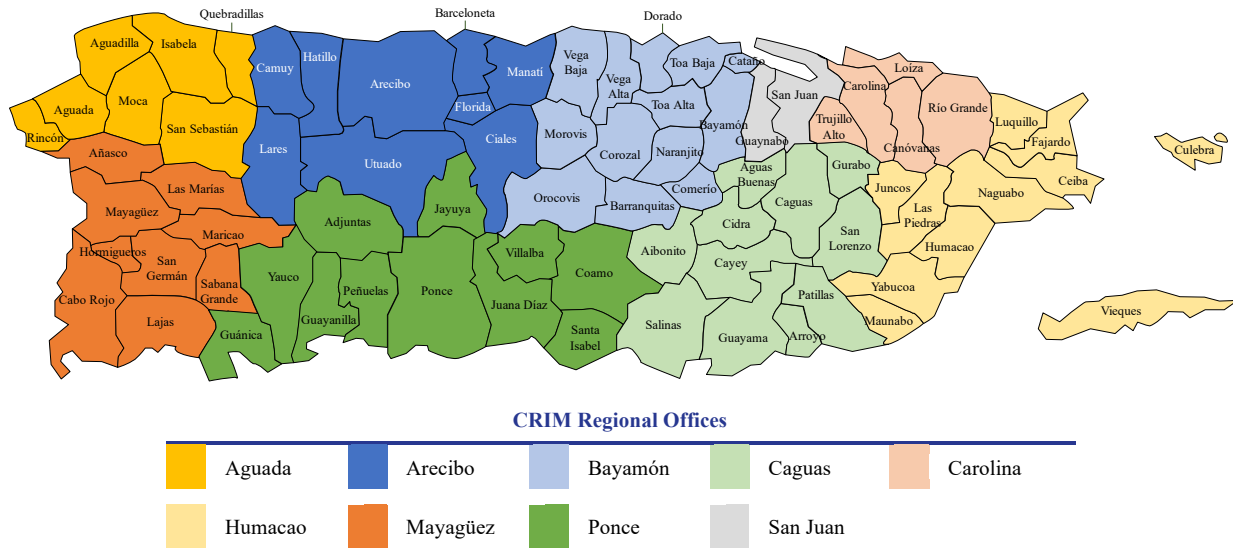 Quebradillas
Barceloneta
Dorado
Aguadilla
Isabela
Camuy
Hatillo
Arecibo
Manatí
Vega
Baja
Vega
Alta
Toa Baja
Cataño
San Juan
Loíza
Carolina
Río Grande
Aguada
Moca
Rincón
San Sebastián
Florida
Ciales
Morovis
Toa Alta
Bayamón
Guaynabo
Trujillo
Alto
Canóvanas
Luquillo
Fajardo
Culebra
Ceiba
Añasco
Lares
Utuado
Corozal
Naranjito
Aguas
Buenas
Gurabo
Juncos
Naguabo
Las Marías
Mayagüez
Maricao
Adjuntas
Jayuya
Orocovis
Barranquitas
Comerío
Caguas
Cidra
Las
Piedras
San
Lorenzo
Humacao
Hormigueros
San
Germán
Sabana
Grande
Yauco
Peñuelas
Ponce
Villalba
Coamo
Aibonito
Cayey
Yabucoa
Patillas
Cabo Rojo
Lajas
Guánica
Guayanilla
Juana Díaz
Santa
Isabel
Salinas
Guayama
Arroyo
Maunabo
Vieques
CRIM Regional Offices
Aguada
Arecibo
Bayamón
Caguas
Carolina
Humacao
Mayagüez
Ponce
San Juan